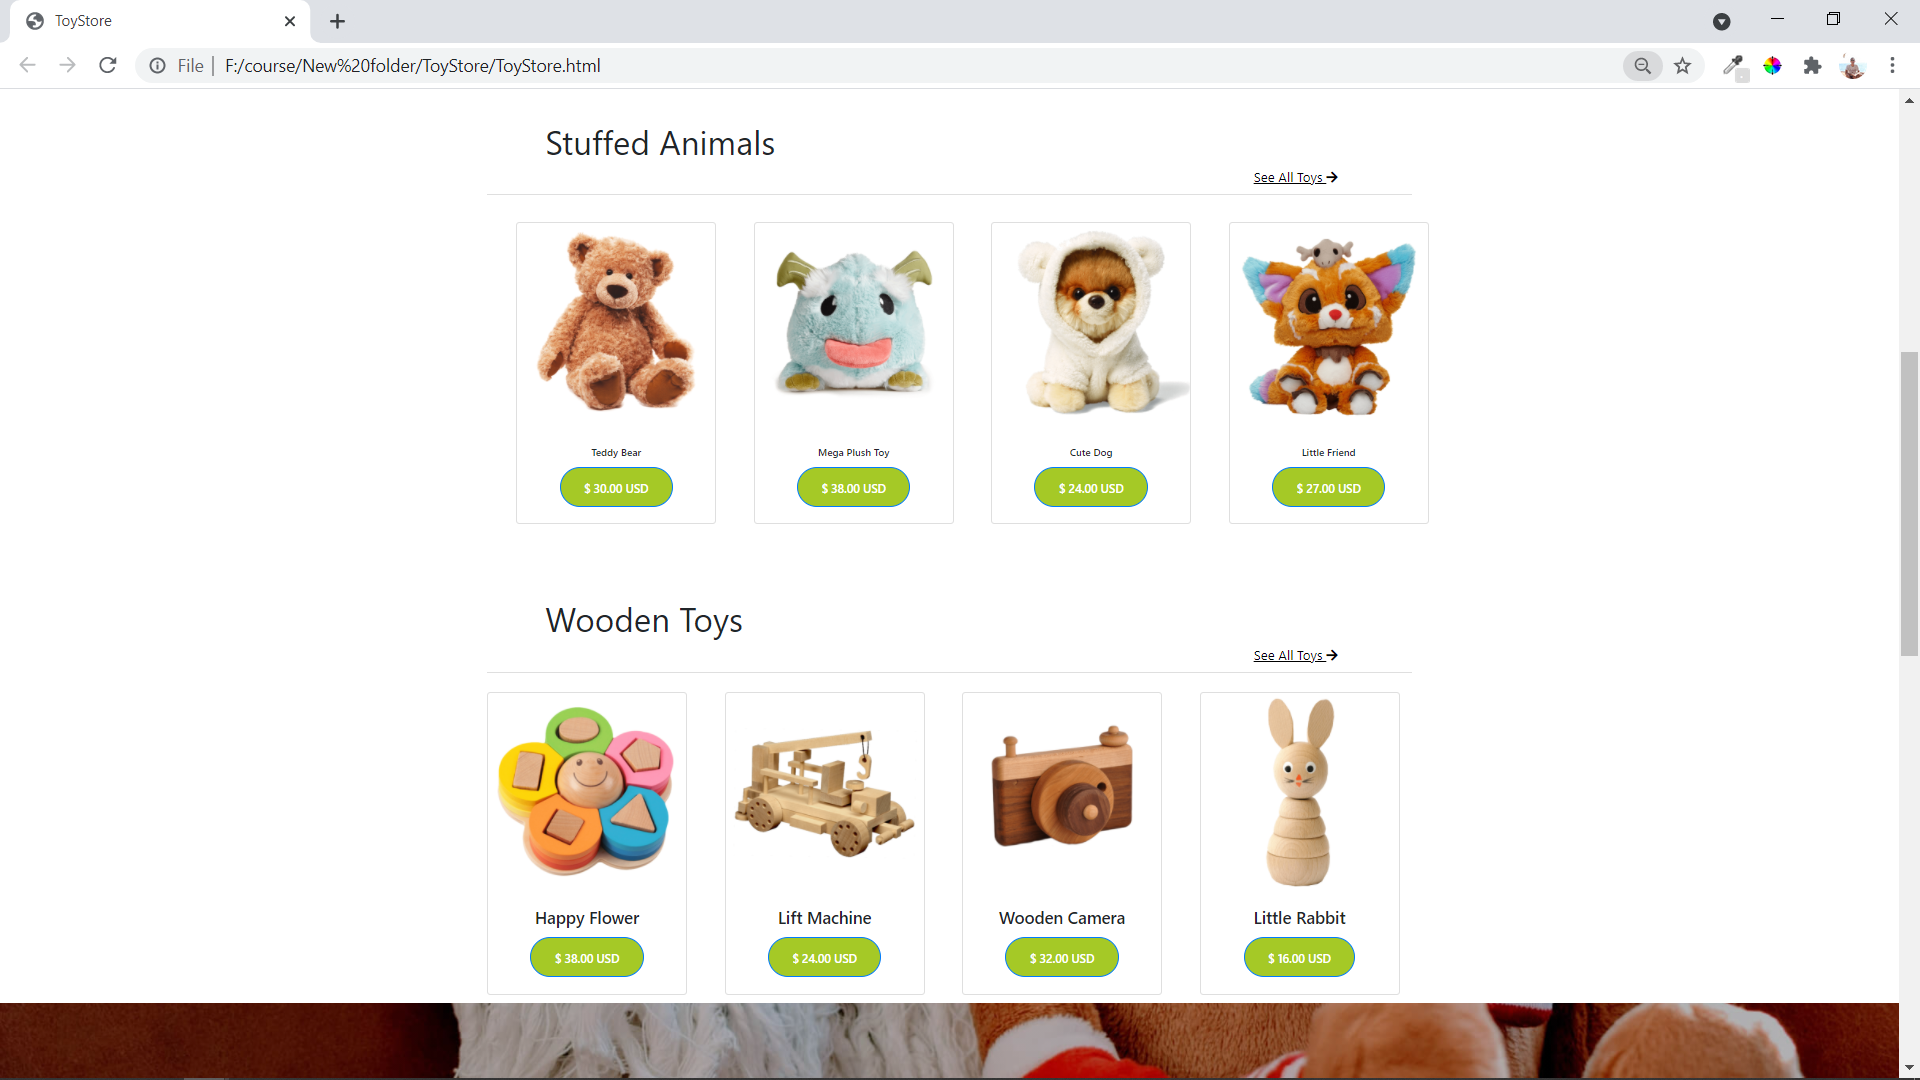 ToyStore
File
F:/course/New%20folder/ToyStore/ToyStore.html
Stuffed Animals
See All Toys
Teddy Bear
Mega Plush Toy
Cute Dog
Little Friend
$ 30.00 USD
$ 38.00 USD
$ 24.00 USD
$ 27.00 USD
Wooden Toys
See All Toys
Happy Flower
Lift Machine
Wooden Camera
Little Rabbit
$ 38.00 USD
$ 24.00 USD
$ 32.00 USD
$ 16.00 USD